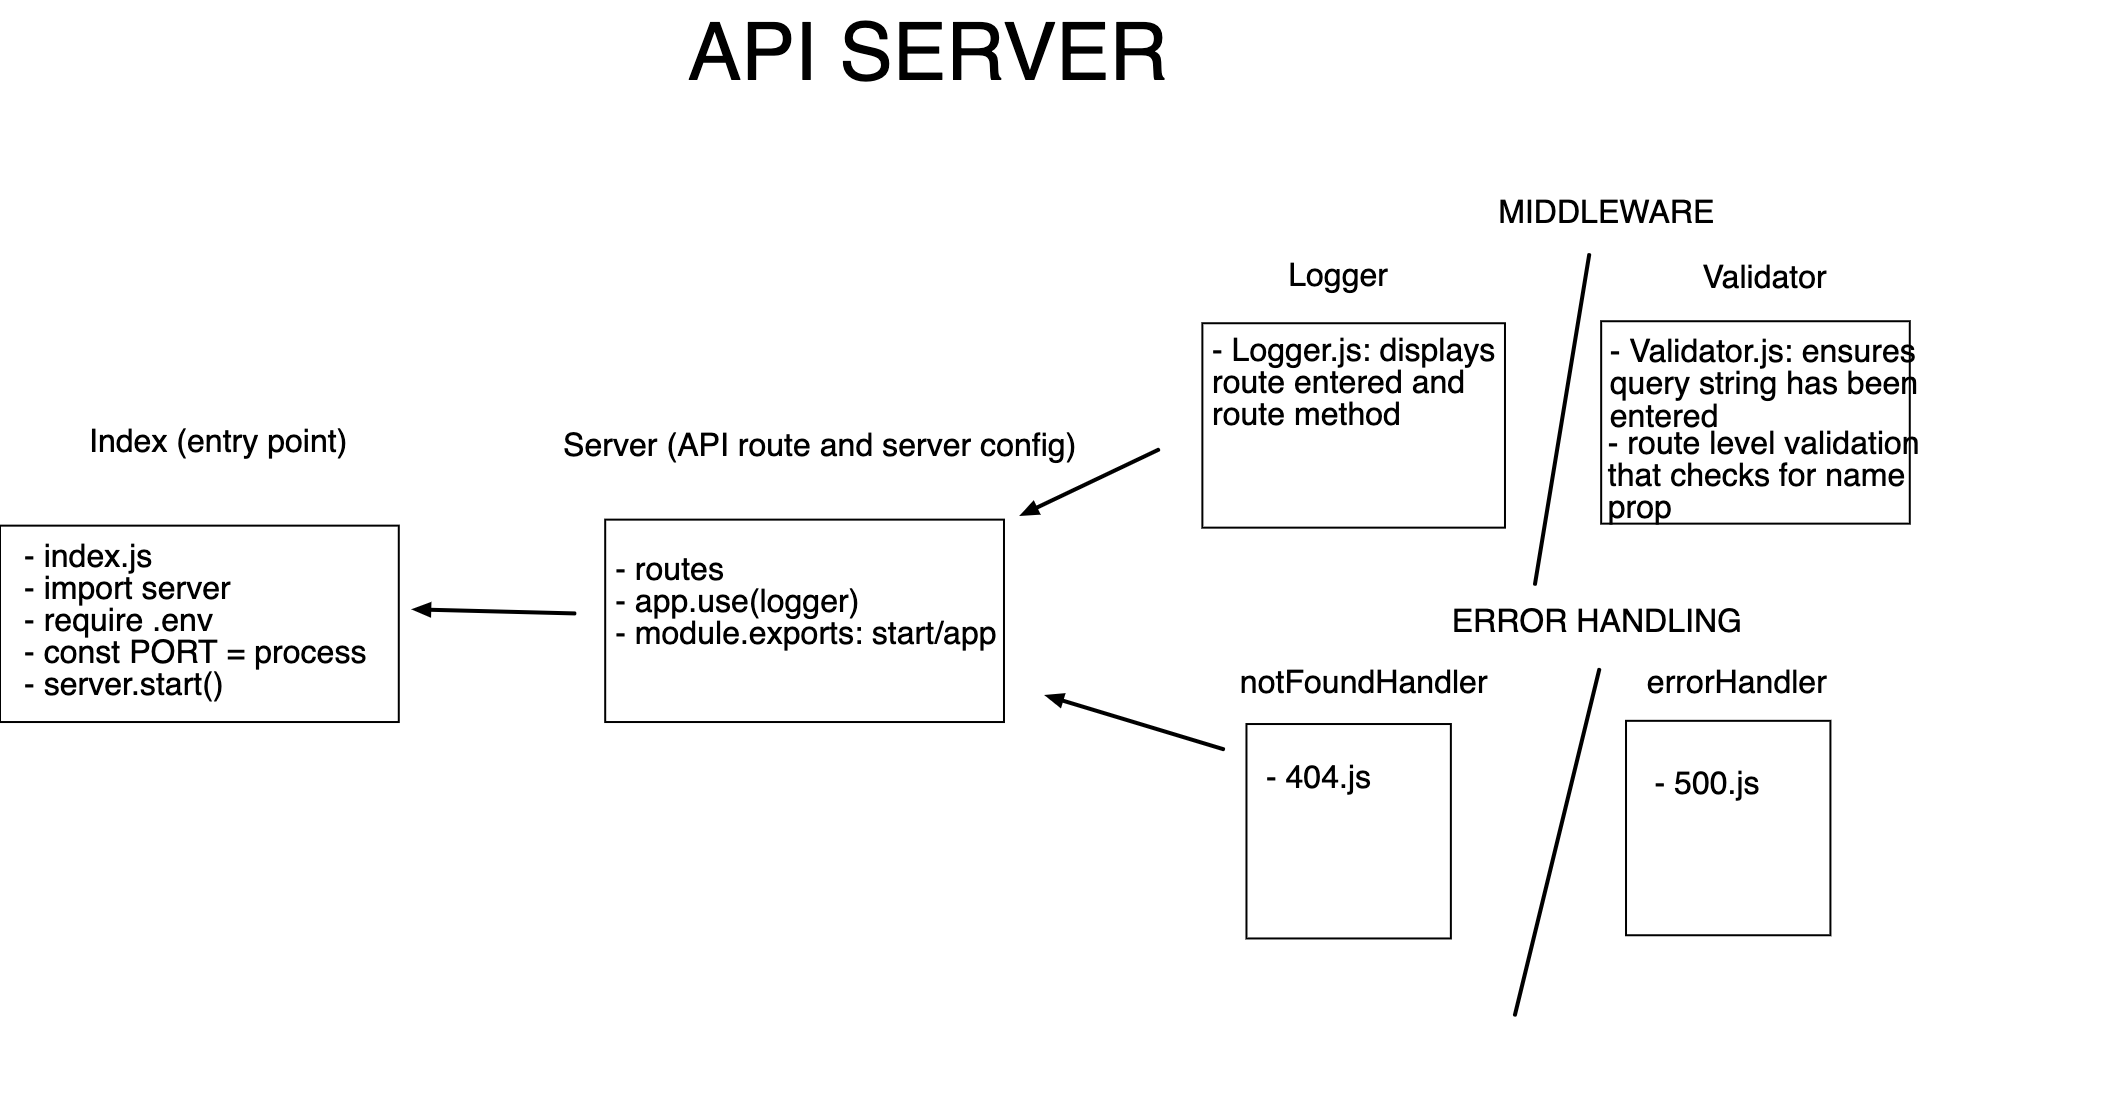 API SERVER
MIDDLEWARE
Logger
Validator
- Logger.js: displays
route entered and
route method
- Validator.js: ensures
query string has been
entered
- route level validation
that checks for name
prop
Index (entry point)
Server (API route and server config)
- index.js
- import server
- require .env
- const PORT = process
- server.start()
- routes
- app.use(logger)
- module.exports: start/app
ERROR HANDLING
notFoundHandler
errorHandler
- 404.js
- 500.js